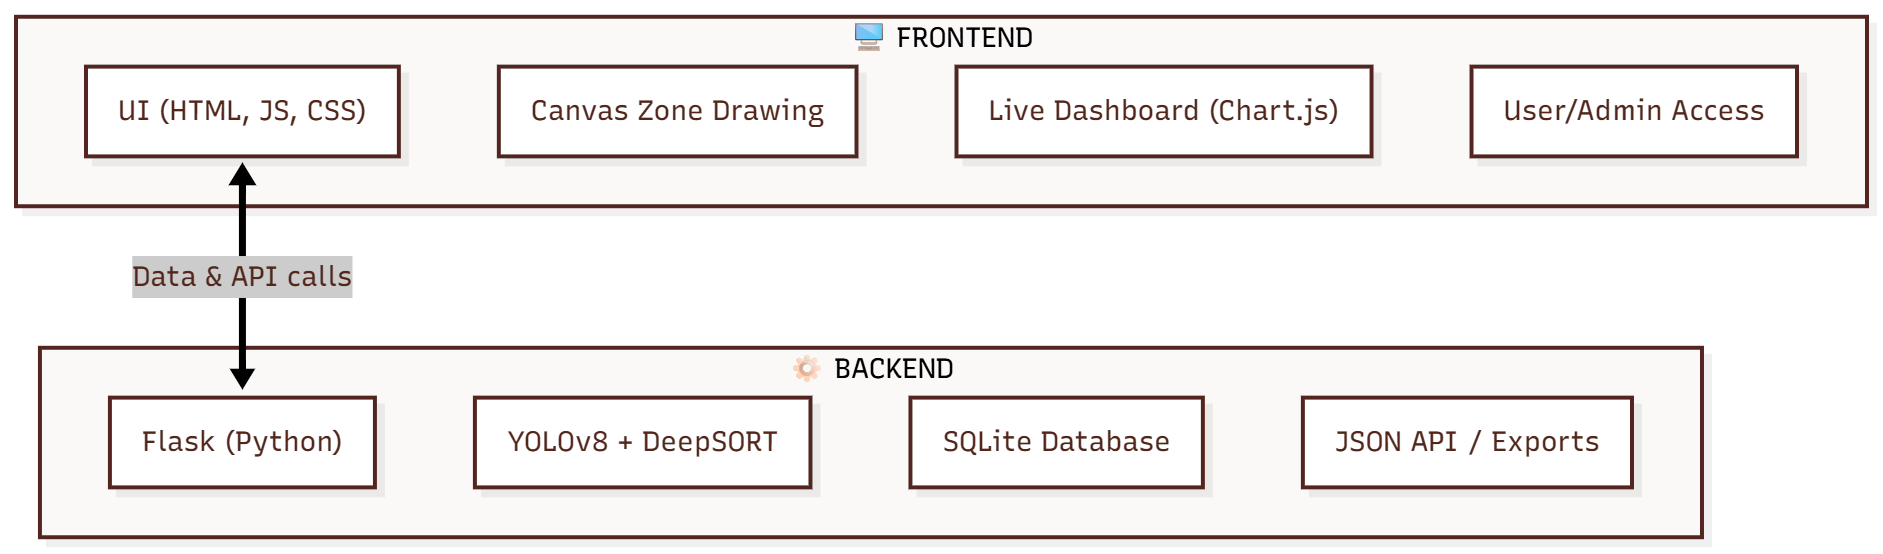 FRONTEND
UI (HTML, JS, CSS)
Canvas Zone Drawing
Live Dashboard (Chart.js)
User/Admin Access
Data & API calls
BACKEND
Flask (Python)
YOLOv8 + DeepSORT
SQLite Database
JSON API / Exports